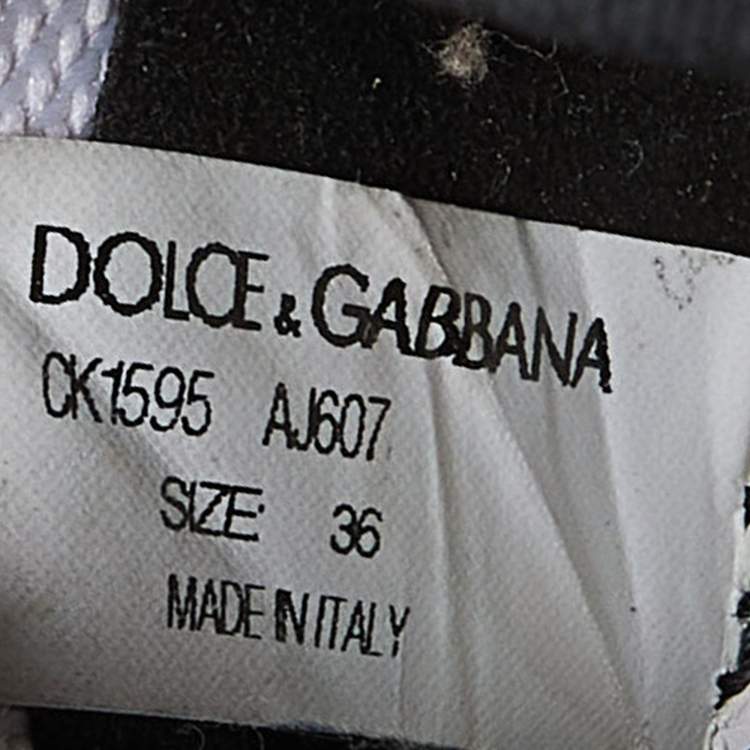 DOLCE & GABBANA
CK1595 AJ607
SIZE: 36
MADE IN ITALY